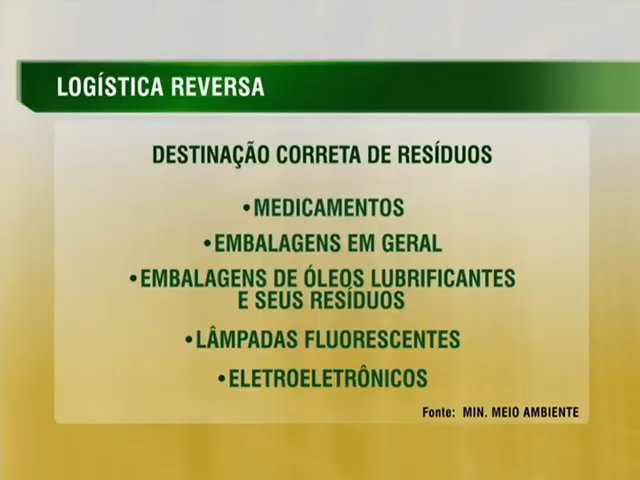 LOGÍSTICA REVERSA
DESTINAÇÃO CORRETA DE RESÍDUOS
•MEDICAMENTOS
•EMBALAGENS EM GERAL
•EMBALAGENS DE ÓLEOS LUBRIFICANTES
E SEUS RESÍDUOS
•LÂMPADAS FLUORESCENTES
•ELETROELETRÔNICOS
Fonte: MIN. MEIO AMBIENTE